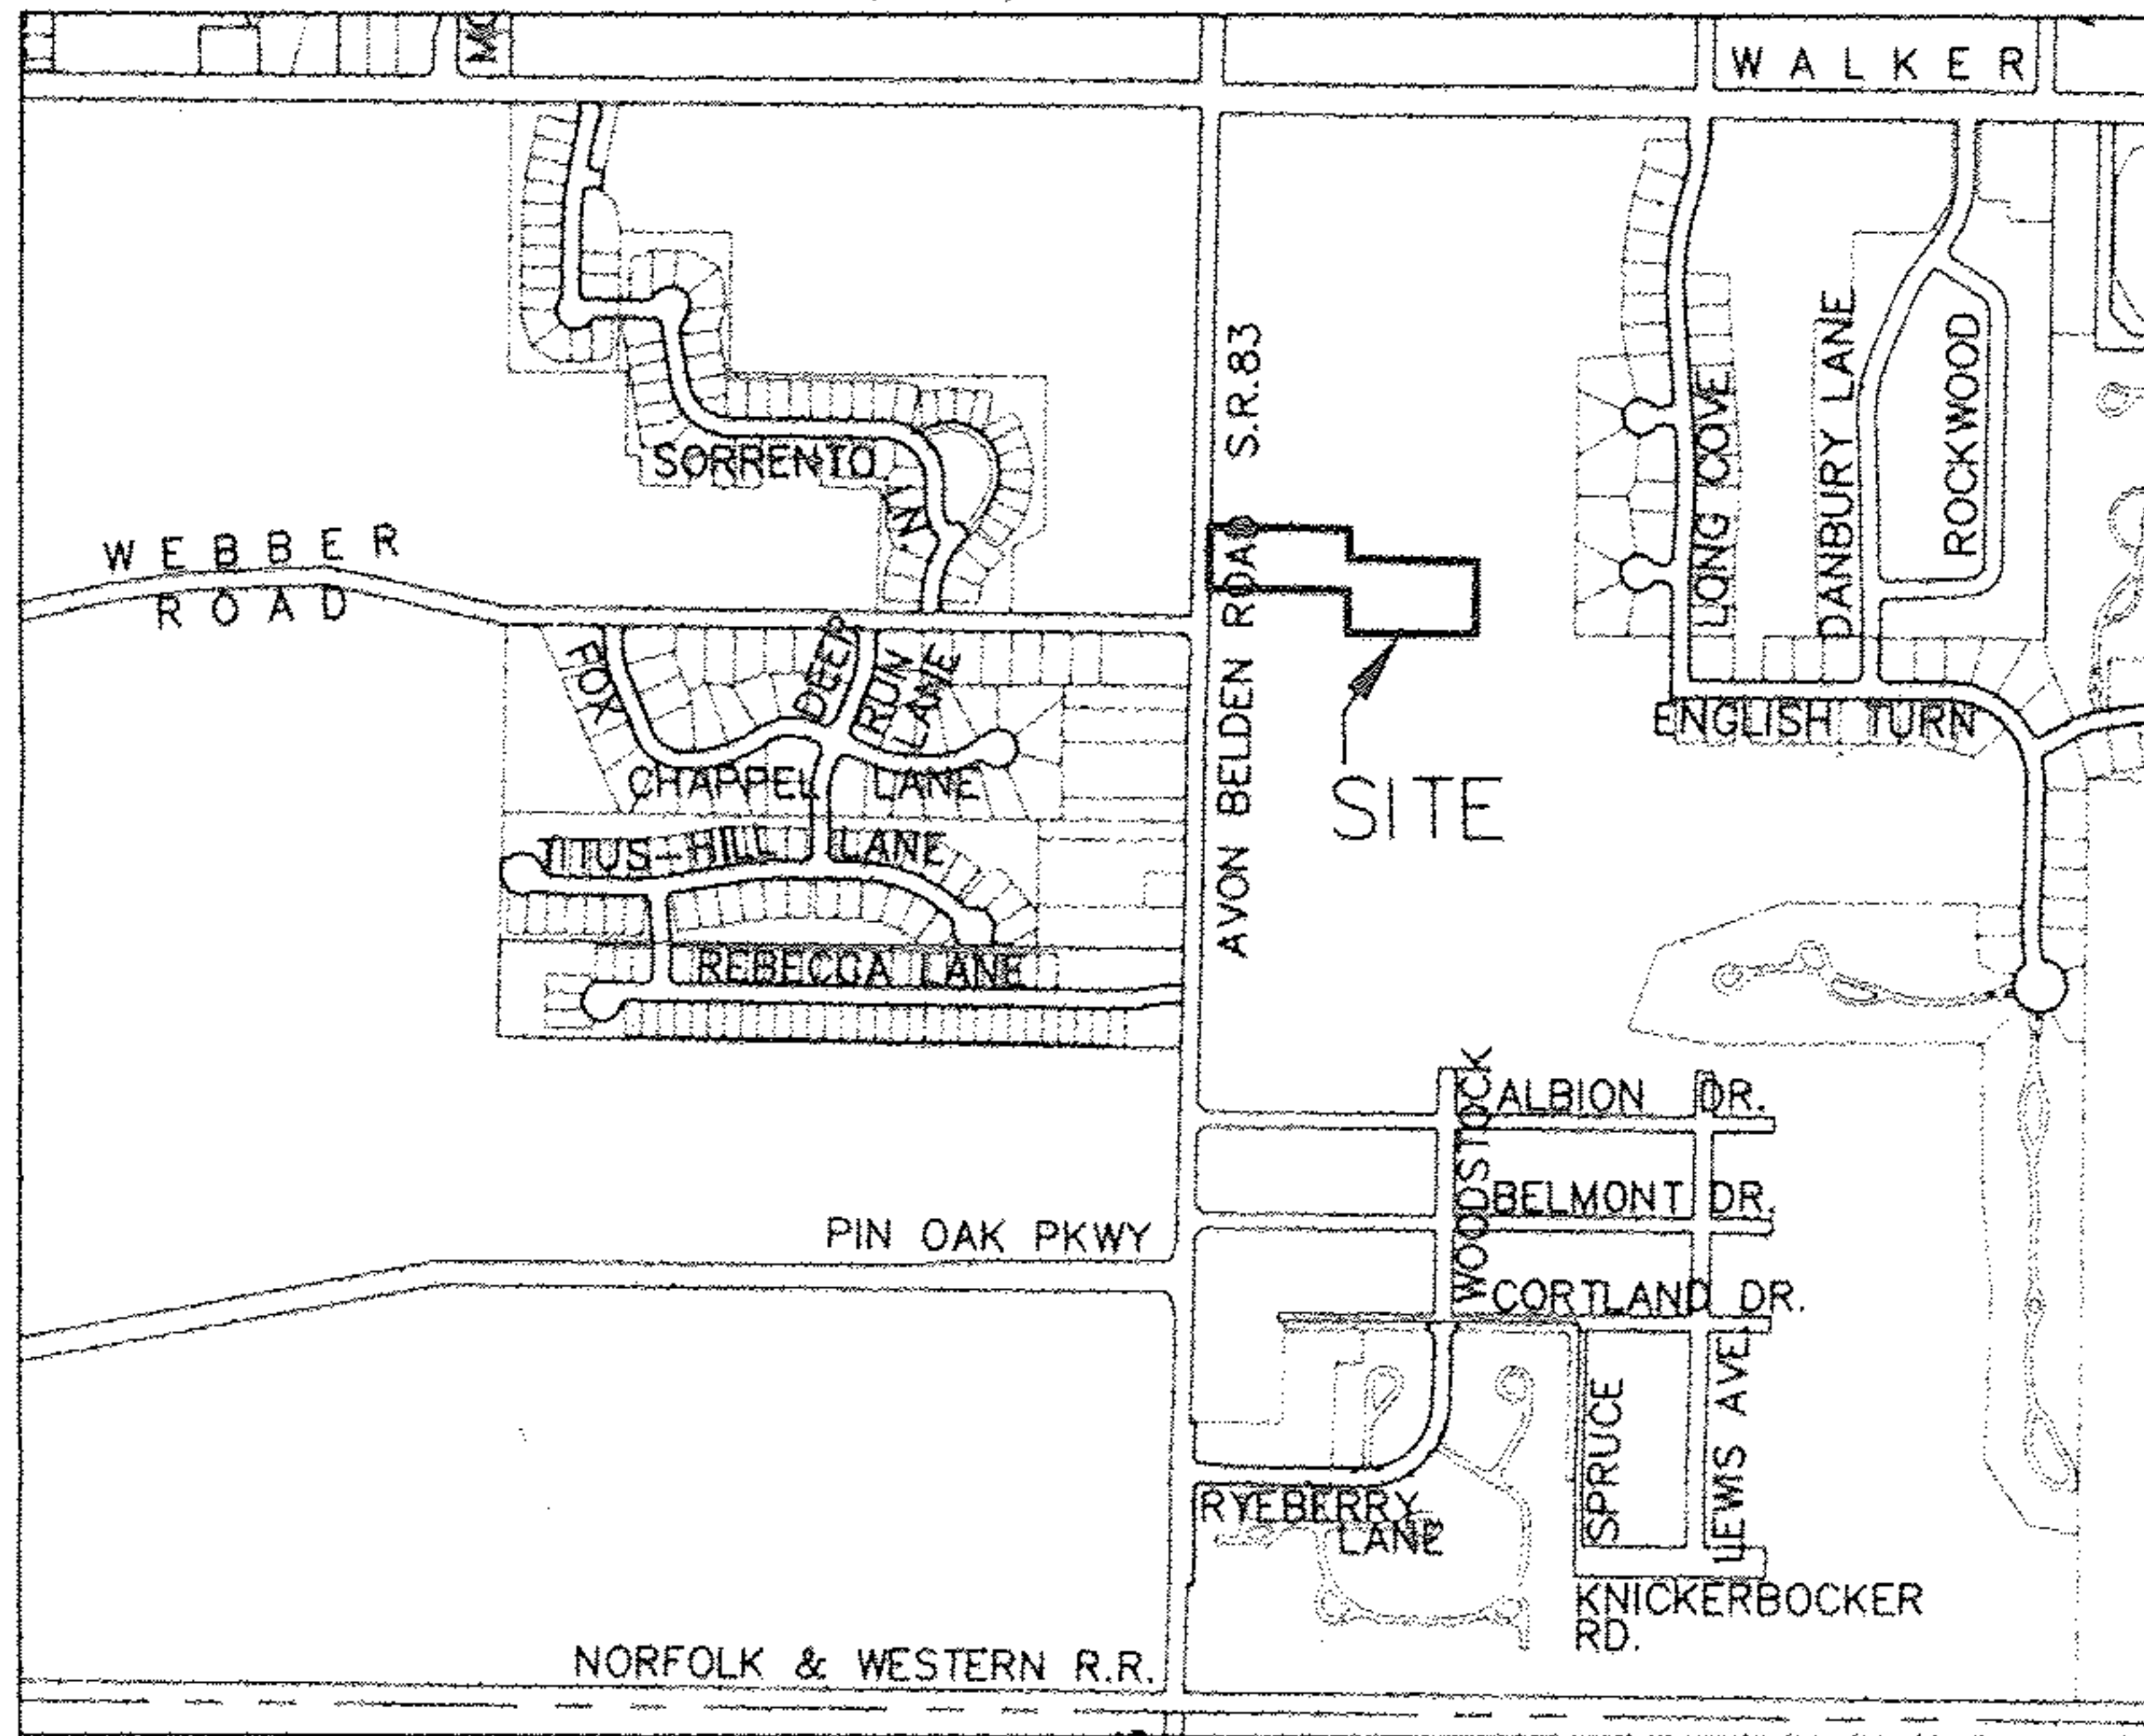 WALKER
S.R.83
SORRENTO
LN.
LONG COVE
DANBURY LANE
ROCKWOOD
WEBBER
ROAD
AVON BELDEN ROAD
FOX
CHAPPEL LANE
DEER
RUN
LANE
ENGLISH TURN
SITE
TITUS-HILL LANE
REBECCA LANE
WOODSTOCK
ALBION DR.
BELMONT DR.
PIN OAK PKWY
CORTLAND DR.
SPRUCE
LEWIS AVE.
RYEBERRY
LANE
KNICKERBOCKER
RD.
NORFOLK & WESTERN R.R.